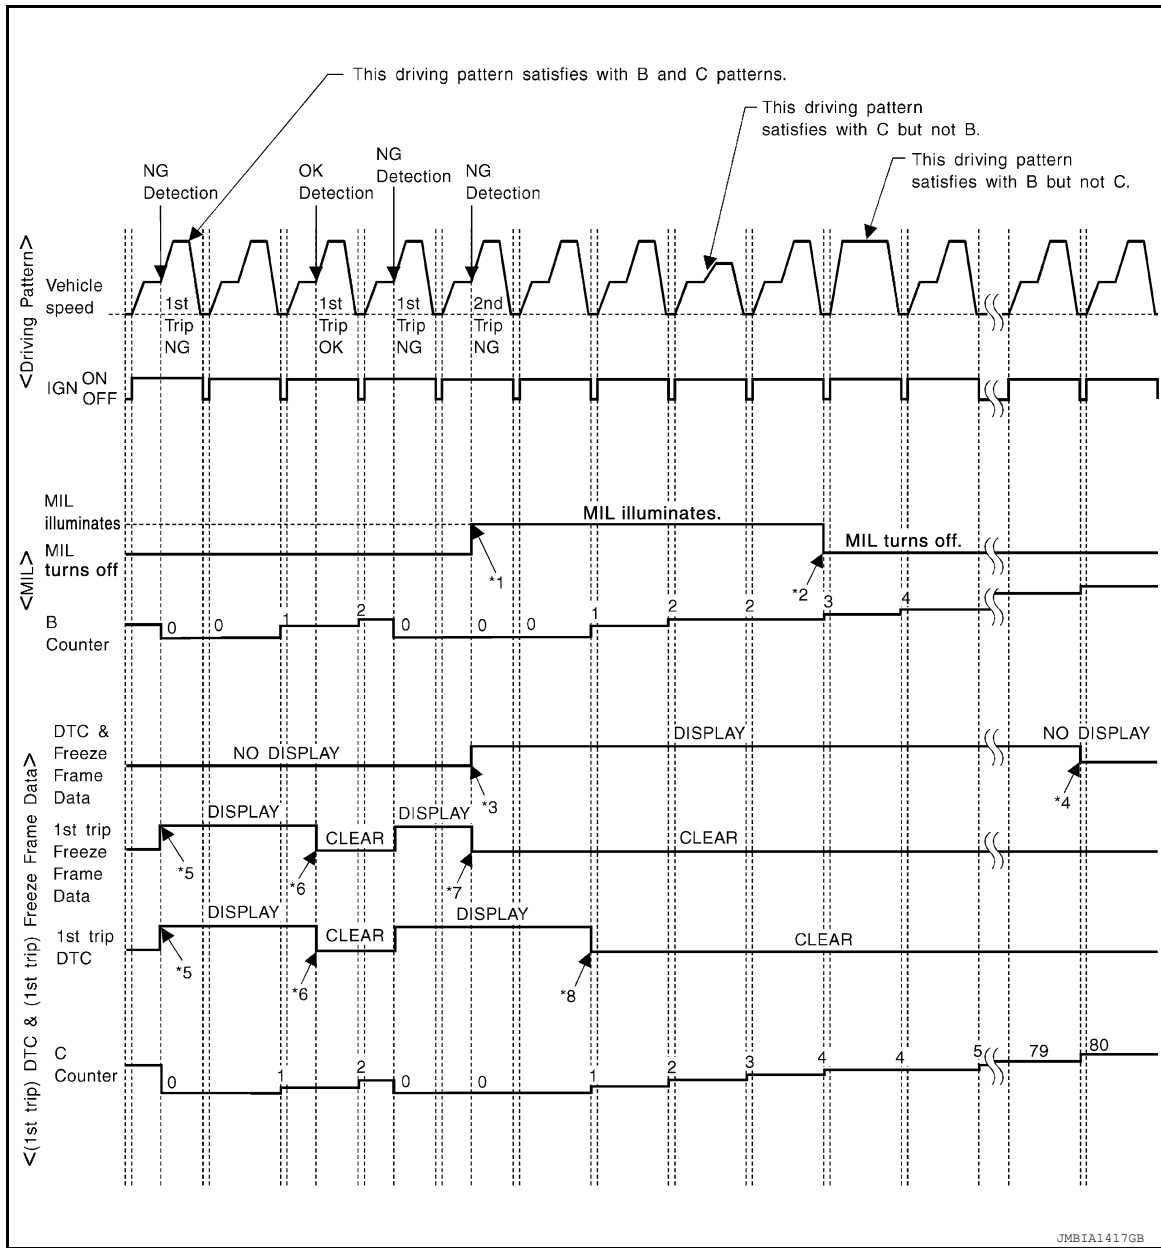 This driving pattern satisfies with B and C patterns.
This driving pattern
satisfies with C but not B.
This driving pattern
satisfies with B but not C.
NG
Detection
OK
Detection
NG
Detection
NG
Detection
<Driving Pattern>
Vehicle
speed
1st
Trip
NG
1st
Trip
OK
1st
Trip
NG
2nd
Trip
NG
IGN ON
OFF
<MIL>
MIL
illuminates
MIL
turns off
MIL illuminates.
MIL turns off.
*1
*2
B
Counter
0 0 1 2 0 0 0 1 2 2 3 4
<(1st trip) DTC & (1st trip) Freeze Frame Data>
DTC &
Freeze
Frame
Data
NO DISPLAY
DISPLAY
NO DISPLAY
*3
*4
1st trip
Freeze
Frame
Data
DISPLAY
CLEAR
DISPLAY
CLEAR
*5
*6
*7
1st trip
DTC
DISPLAY
CLEAR
DISPLAY
CLEAR
*5
*6
*8
C
Counter
0 1 2 0 0 1 2 3 4 4 5 79 80
JMBIA1417GB